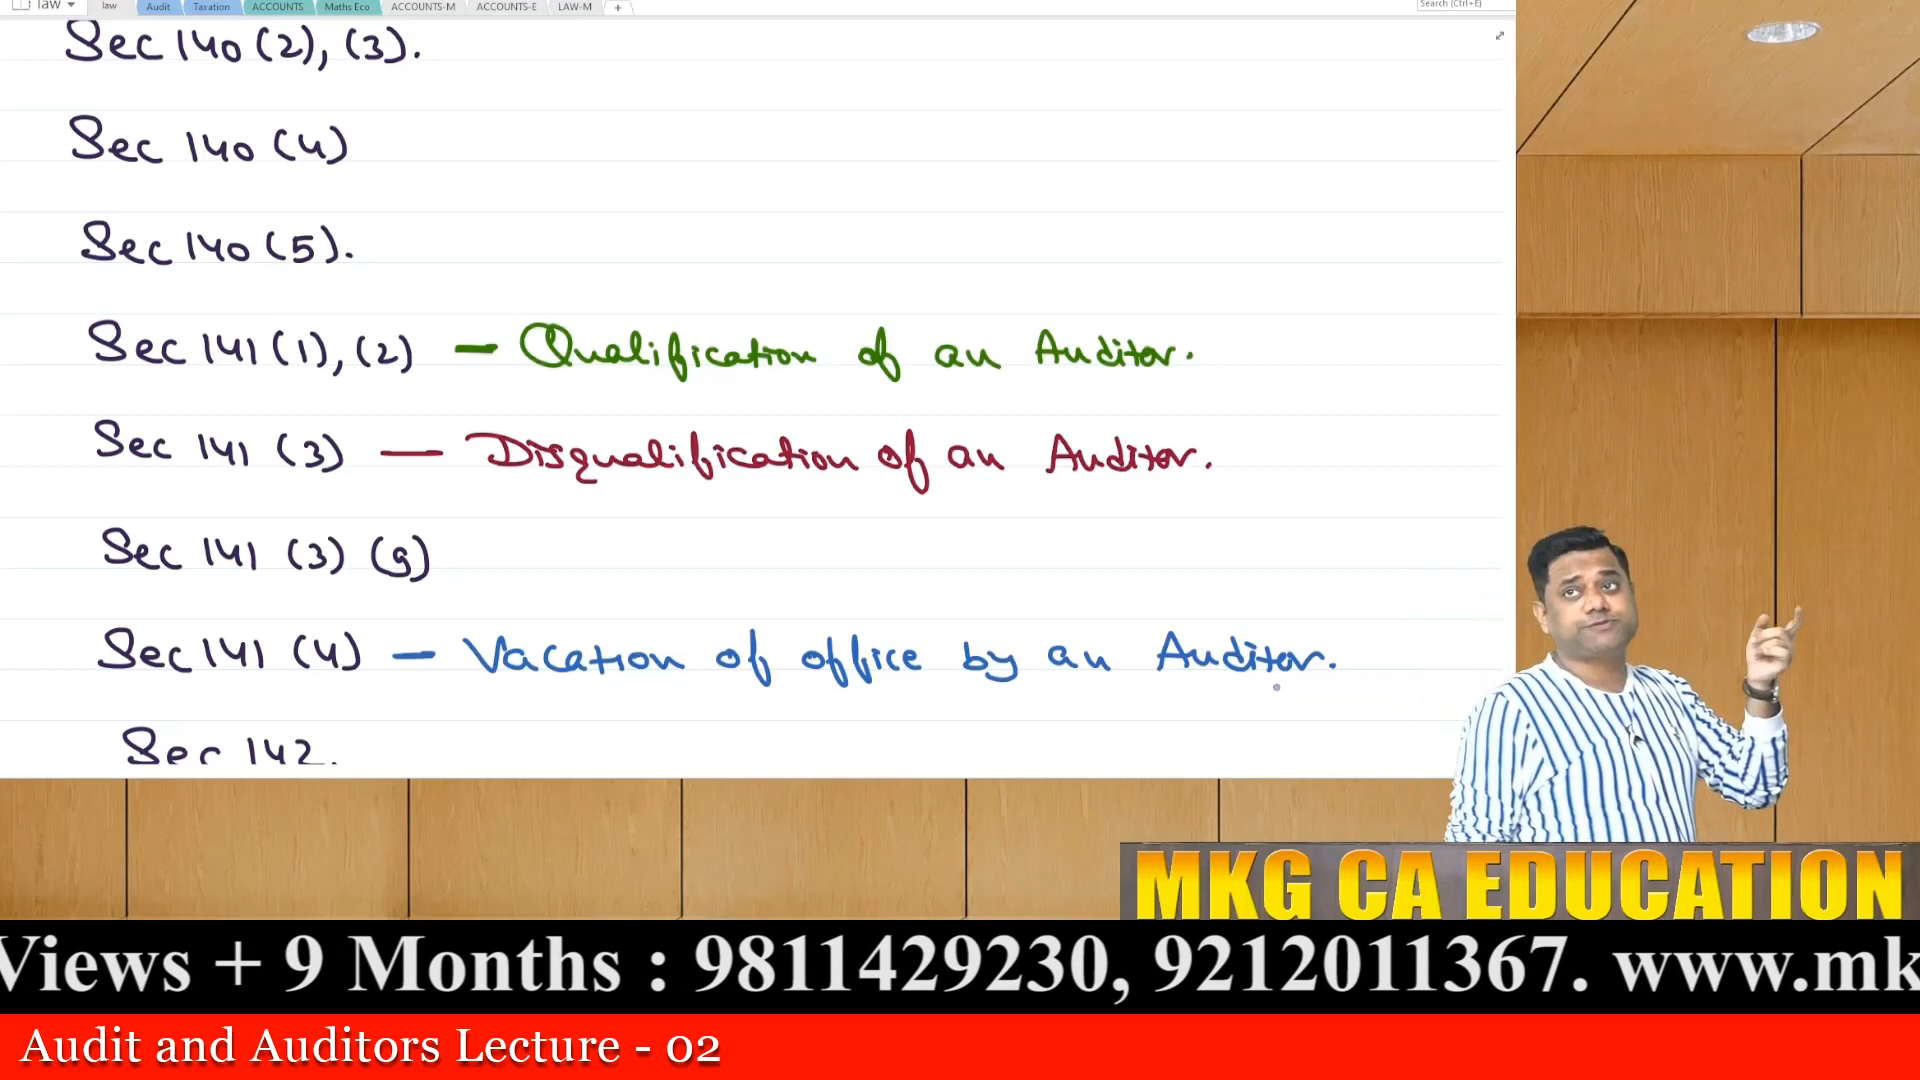 law
law Audit Taxation ACCOUNTS Maths Eco ACCOUNTS-M ACCOUNTS-E LAW-M +
Search (Ctrl+E)
Sec 140 (2), (3).
Sec 140 (4)
Sec 140 (5).
Sec 141 (1), (2) — Qualification of an Auditor.
Sec 141 (3) — Disqualification of an Auditor.
Sec 141 (3) (g)
Sec 141 (4) — Vacation of office by an Auditor.
Sec 142.
MKG CA EDUCATION
Views + 9 Months : 9811429230, 9212011367. www.mk
Audit and Auditors Lecture - 02